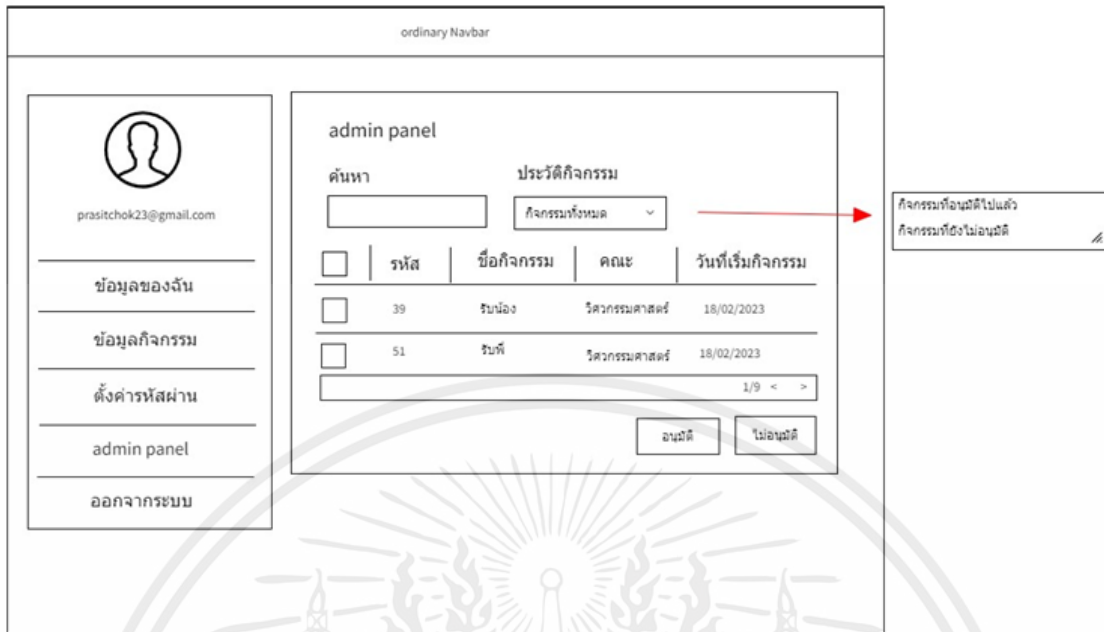 ordinary Navbar
prasitchok23@gmail.com
ข้อมูลของฉัน
ข้อมูลกิจกรรม
ตั้งค่ารหัสผ่าน
admin panel
ออกจากระบบ
admin panel
ค้นหา ประวัติกิจกรรม
กิจกรรมทั้งหมด
รหัส ชื่อกิจกรรม คณะ วันที่เริ่มกิจกรรม
39 รับน้อง วิศวกรรมศาสตร์ 18/02/2023
51 รับพี่ วิศวกรรมศาสตร์ 18/02/2023
1/9 < >
อนุมัติ ไม่อนุมัติ
กิจกรรมที่อนุมัติไปแล้ว
กิจกรรมที่ยังไม่อนุมัติ